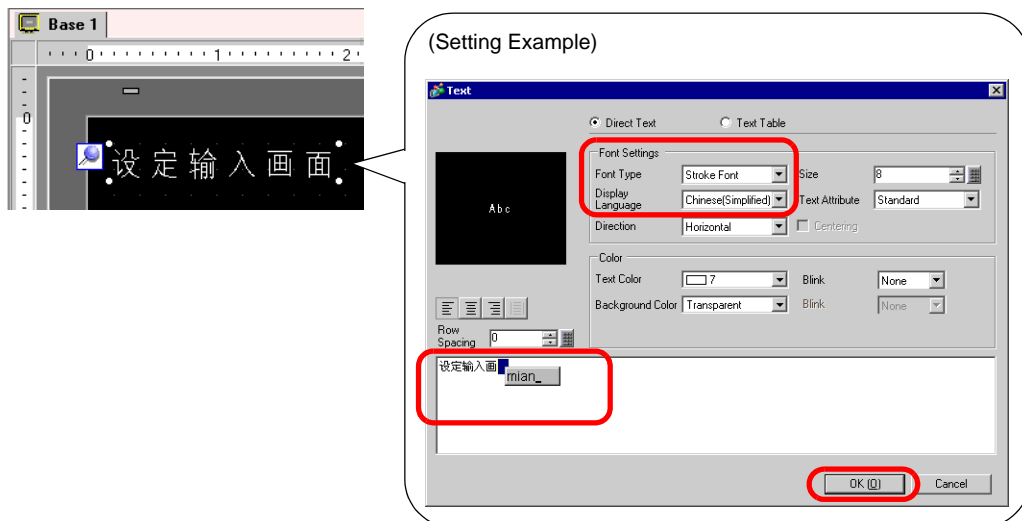 Base 1
0 1 2
0
设定输入画面
(Setting Example)
Text
Direct Text Text Table
Font Settings
Font Type Stroke Font Size 8
Display Language Chinese(Simplified) Text Attribute Standard
Direction Horizontal Centering
Abc
Color
Text Color 7 Blink None
Background Color Transparent Blink None
Row Spacing 0
设定输入画 mian_
OK (O) Cancel